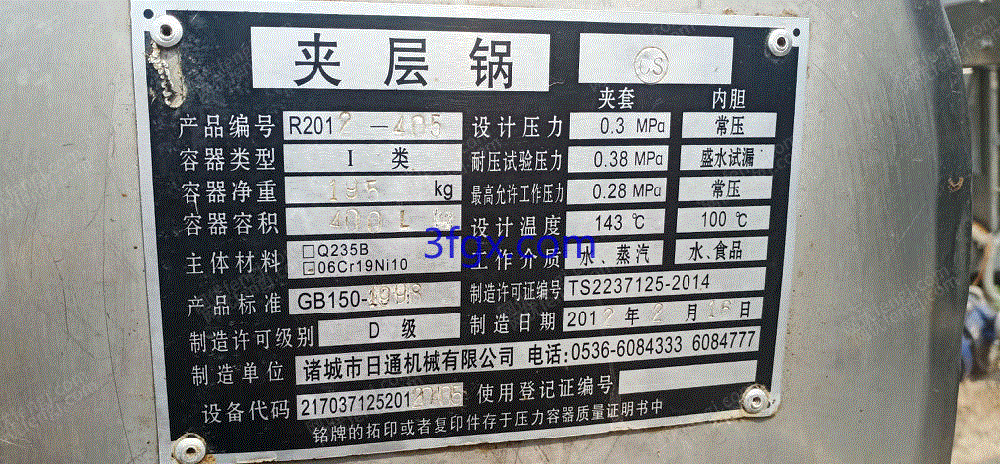 夹层锅
夹套 内胆
产品编号 R2012-405 设计压力 0.3 MPa 常压
容器类型 I 类 耐压试验压力 0.38 MPa 盛水试漏
容器净重 195 kg 最高允许工作压力 0.28 MPa 常压
容器容积 400 L 设计温度 143 ℃ 100 ℃
主体材料 □Q235B □06Cr19Ni10 工作介质 水、蒸汽 水、食品
产品标准 GB150-1998 制造许可证编号 TS2237125-2014
制造许可级别 D 级 制造日期 2012 年 2 月 16 日
制造单位 诸城市日通机械有限公司 电话:0536-6084333 6084777
设备代码 217037125201 使用登记证编号
铭牌的拓印或者复印件存于压力容器质量证明书中
3fgx.com